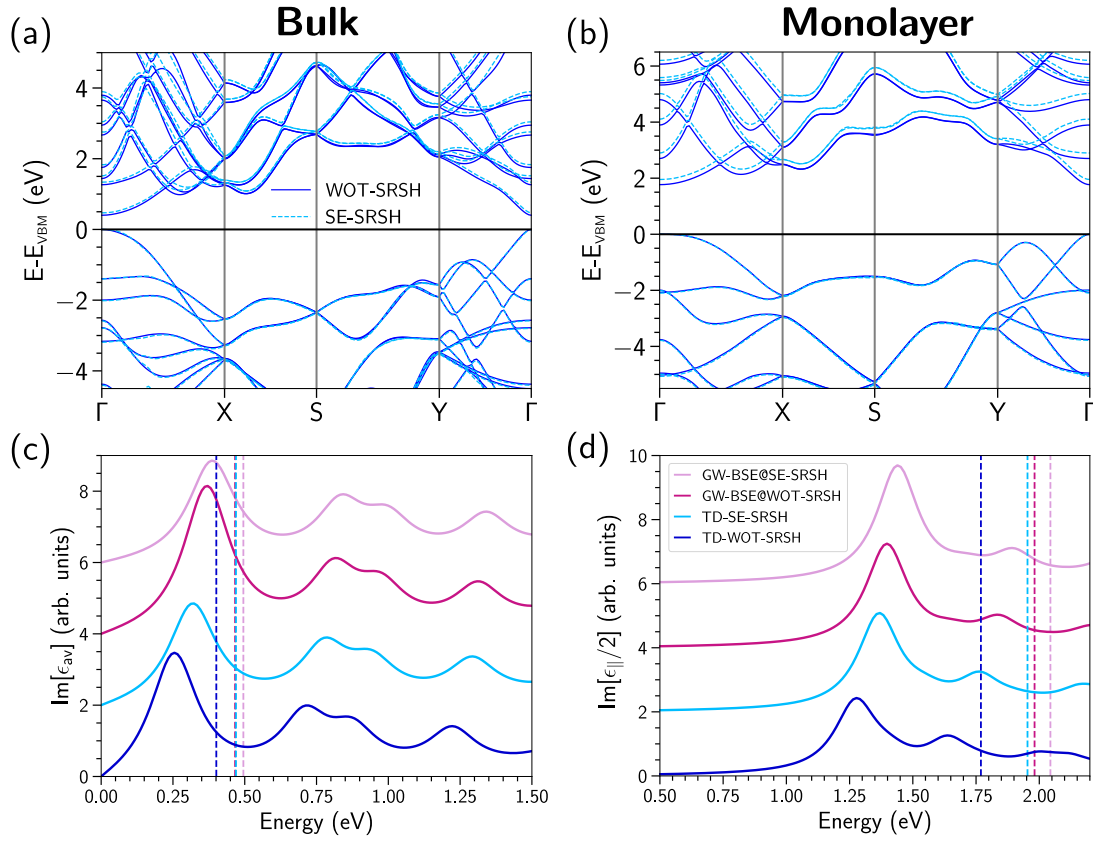 Bulk
Monolayer
(a)
(b)
4
2
0
−2
−4
E-E_VBM (eV)
WOT-SRSH
SE-SRSH
Γ X S Y Γ
6
4
2
0
−2
−4
E-E_VBM (eV)
Γ X S Y Γ
(c)
(d)
8
6
4
2
0
Im[ϵ_av] (arb. units)
0.00 0.25 0.50 0.75 1.00 1.25 1.50
Energy (eV)
10
8
6
4
2
0
Im[ϵ_||/2] (arb. units)
GW-BSE@SE-SRSH
GW-BSE@WOT-SRSH
TD-SE-SRSH
TD-WOT-SRSH
0.50 0.75 1.00 1.25 1.50 1.75 2.00
Energy (eV)